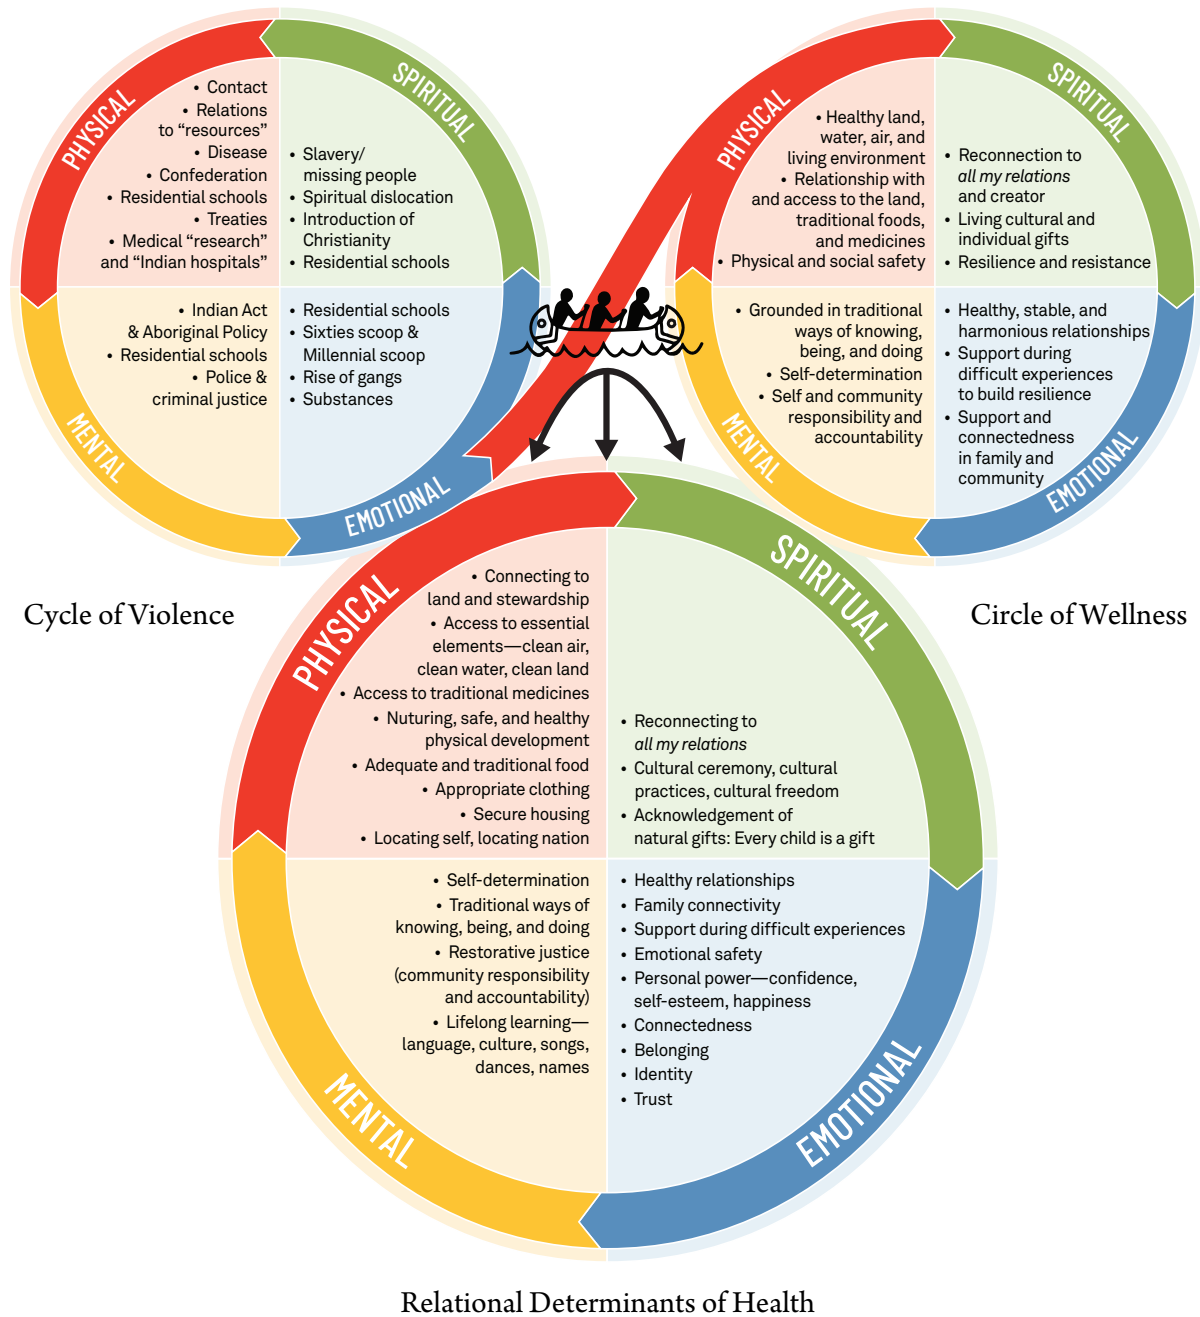 PHYSICAL
• Contact
• Relations
to “resources”
• Disease
• Confederation
• Residential schools
• Treaties
• Medical “research”
and “Indian hospitals”
SPIRITUAL
• Slavery/
missing people
• Spiritual dislocation
• Introduction of
Christianity
• Residential schools
MENTAL
• Indian Act
& Aboriginal Policy
• Residential schools
• Police &
criminal justice
EMOTIONAL
• Residential schools
• Sixties scoop &
Millennial scoop
• Rise of gangs
• Substances
Cycle of Violence
PHYSICAL
• Healthy land,
water, air, and
living environment
• Relationship with
and access to the land,
traditional foods,
and medicines
• Physical and social safety
SPIRITUAL
• Reconnection to
all my relations
and creator
• Living cultural and
individual gifts
• Resilience and resistance
MENTAL
• Grounded in traditional
ways of knowing,
being, and doing
• Self-determination
• Self and community
responsibility and
accountability
EMOTIONAL
• Healthy, stable, and
harmonious relationships
• Support during
difficult experiences
to build resilience
• Support and
connectedness
in family and
community
Circle of Wellness
PHYSICAL
• Connecting to
land and stewardship
• Access to essential
elements—clean air,
clean water, clean land
• Access to traditional medicines
• Nuturing, safe, and healthy
physical development
• Adequate and traditional food
• Appropriate clothing
• Secure housing
• Locating self, locating nation
SPIRITUAL
• Reconnecting to
all my relations
• Cultural ceremony, cultural
practices, cultural freedom
• Acknowledgement of
natural gifts: Every child is a gift
MENTAL
• Self-determination
• Traditional ways of
knowing, being, and doing
• Restorative justice
(community responsibility
and accountability)
• Lifelong learning—
language, culture, songs,
dances, names
EMOTIONAL
• Healthy relationships
• Family connectivity
• Support during difficult experiences
• Emotional safety
• Personal power—confidence,
self-esteem, happiness
• Connectedness
• Belonging
• Identity
• Trust
Relational Determinants of Health